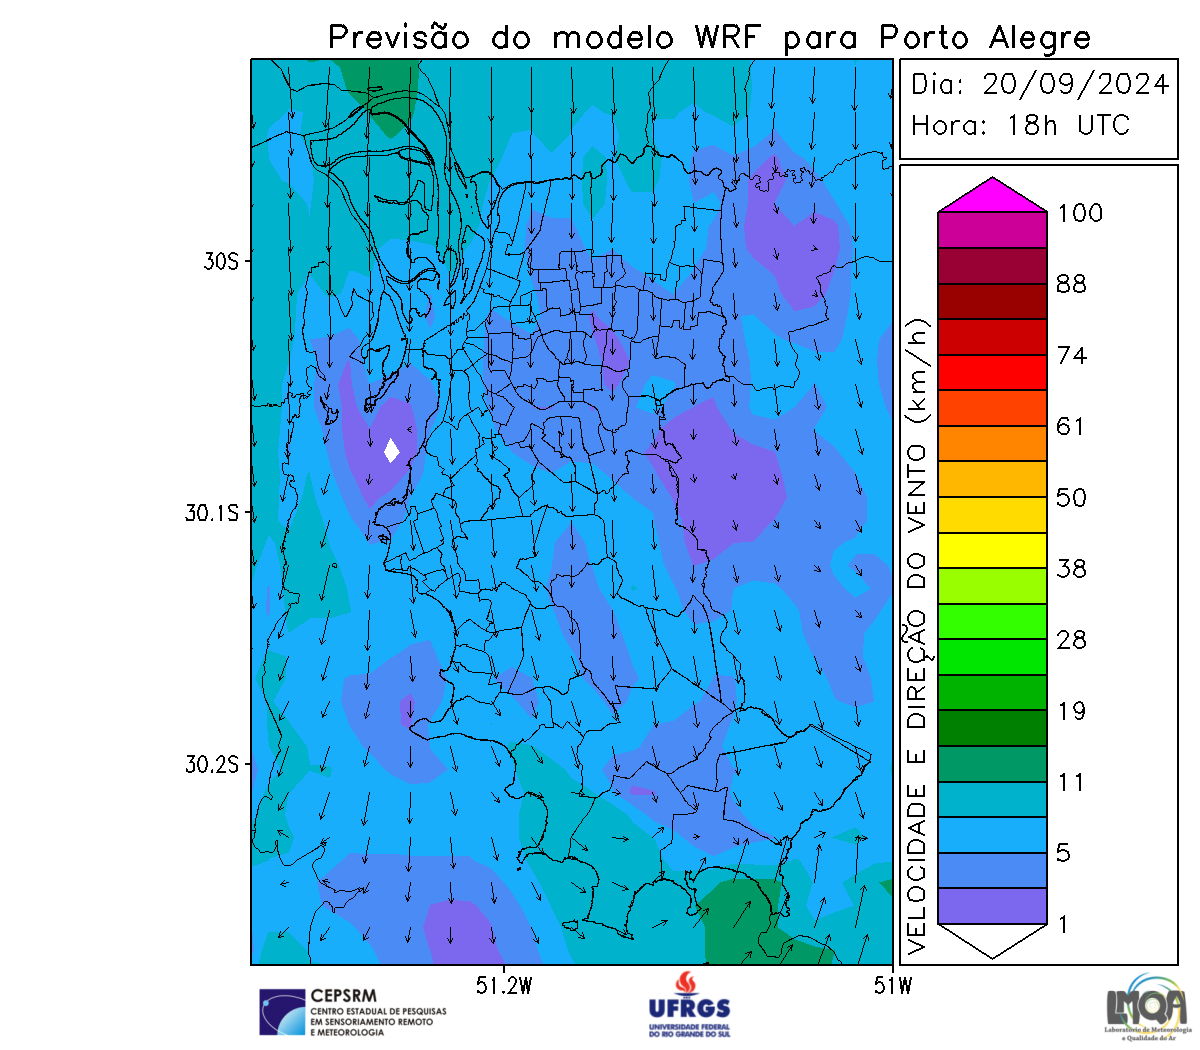 Previsão do modelo WRF para Porto Alegre
Dia: 20/09/2024
Hora: 18h UTC
30S
30.1S
30.2S
51.2W
51W
VELOCIDADE E DIREÇÃO DO VENTO (km/h)
100
88
74
61
50
38
28
19
11
5
1
CEPSRM
CENTRO ESTADUAL DE PESQUISAS
EM SENSORIAMENTO REMOTO
E METEOROLOGIA
UFRGS
UNIVERSIDADE FEDERAL
DO RIO GRANDE DO SUL
LMQA
Laboratório de Meteorologia
e Qualidade do Ar